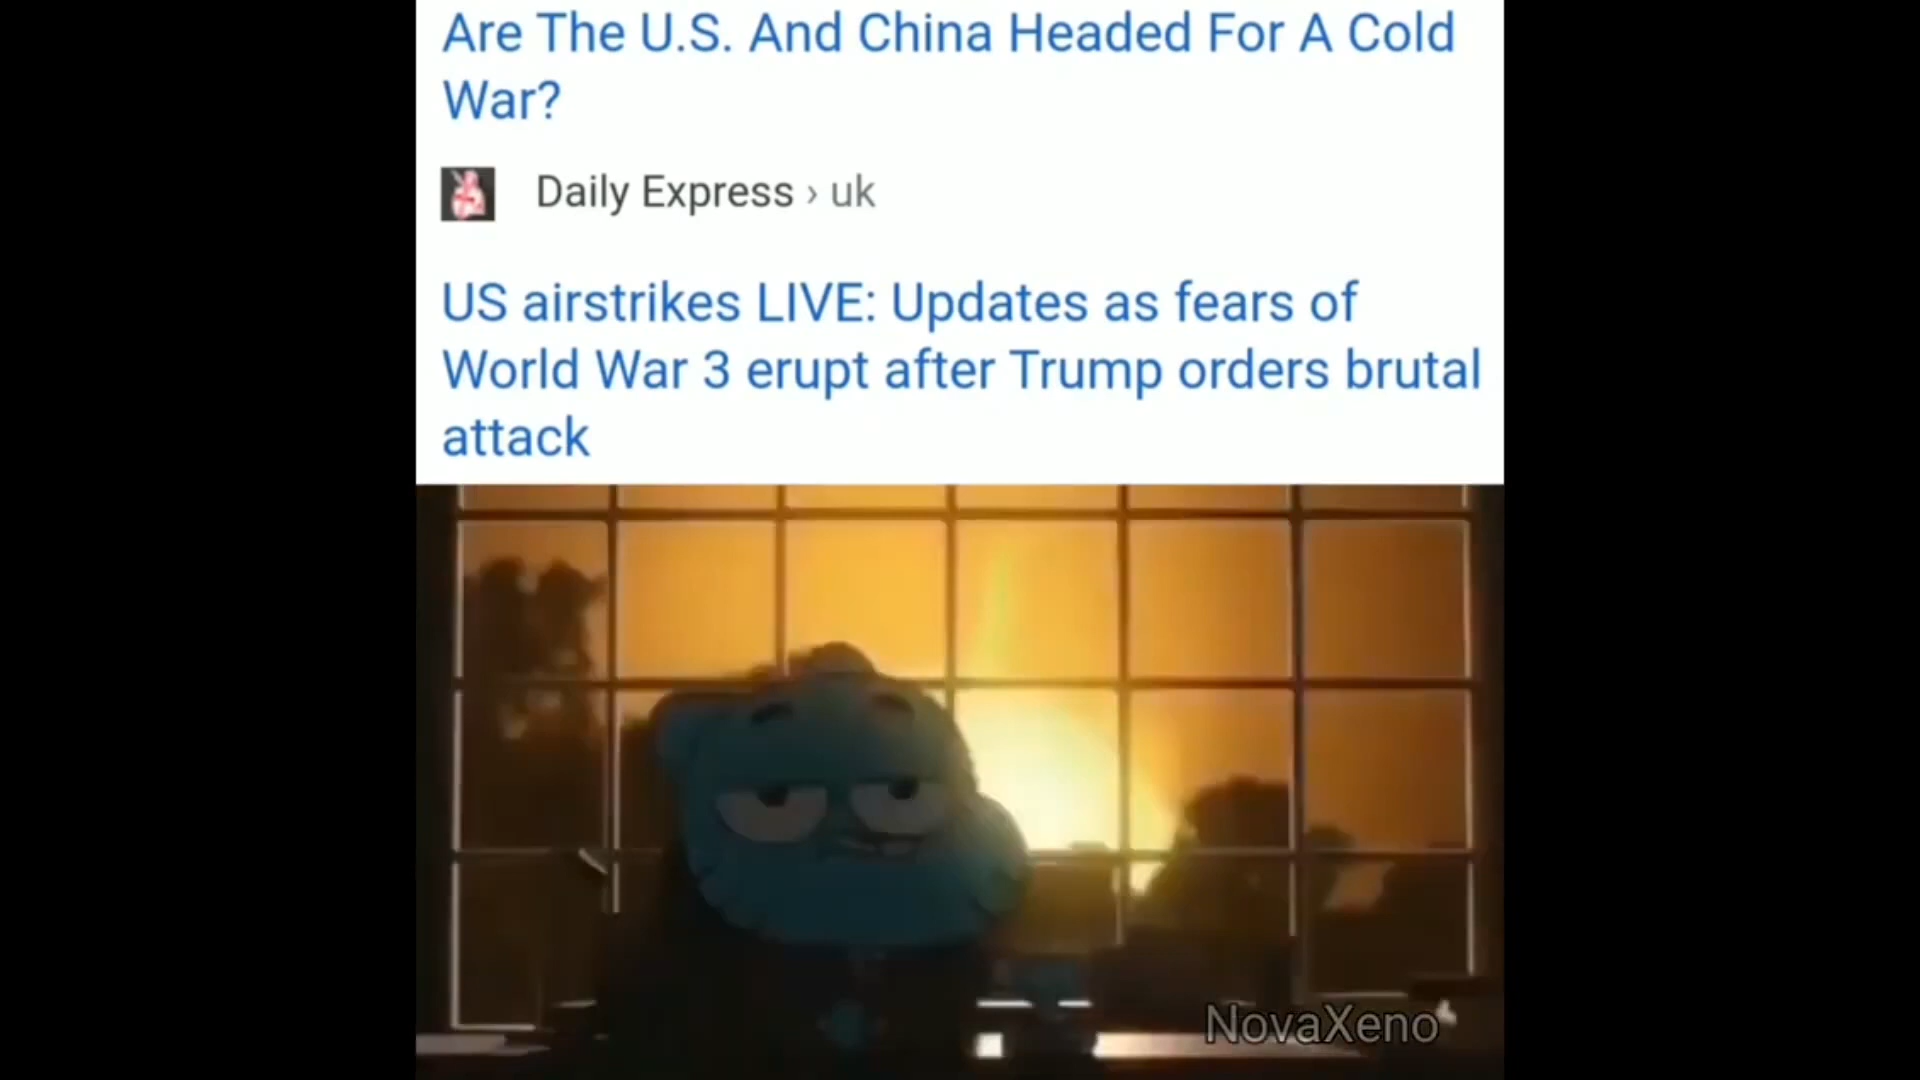 Are The U.S. And China Headed For A Cold
War?
Daily Express › uk
US airstrikes LIVE: Updates as fears of
World War 3 erupt after Trump orders brutal
attack
NovaXeno